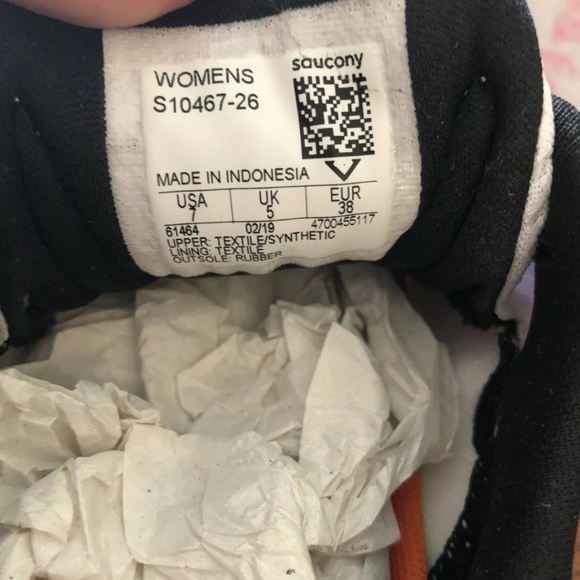 saucony
WOMENS
S10467-26
MADE IN INDONESIA
USA UK EUR
7 5 38
61464 02/19 4700455117
UPPER: TEXTILE/SYNTHETIC
LINING: TEXTILE
OUTSOLE: RUBBER